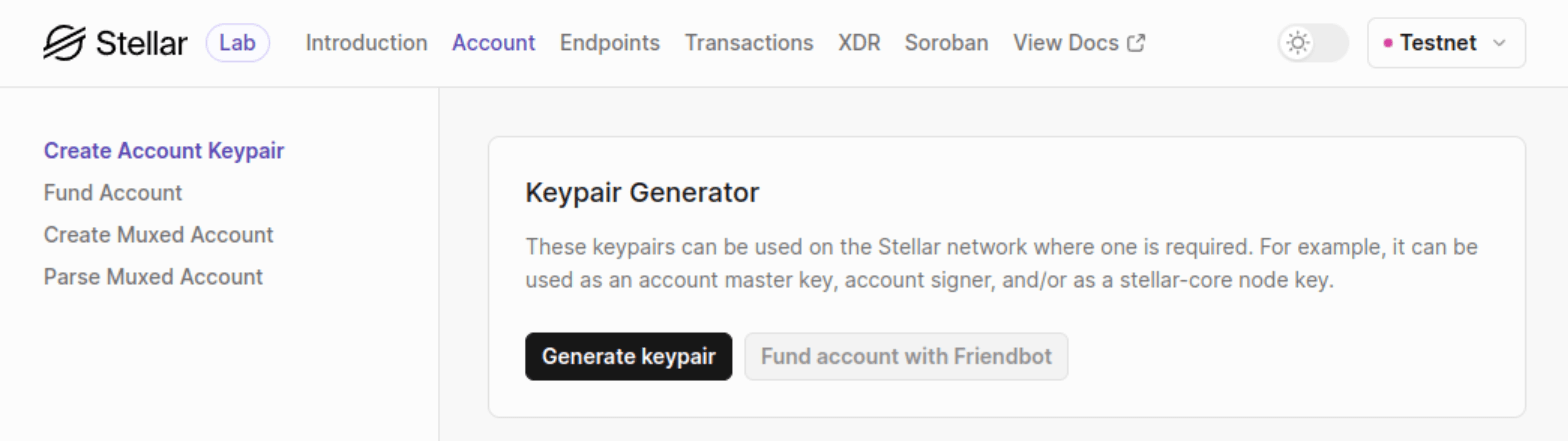 Stellar Lab Introduction Account Endpoints Transactions XDR Soroban View Docs Testnet
Create Account Keypair
Fund Account
Create Muxed Account
Parse Muxed Account
Keypair Generator
These keypairs can be used on the Stellar network where one is required. For example, it can be
used as an account master key, account signer, and/or as a stellar-core node key.
Generate keypair Fund account with Friendbot